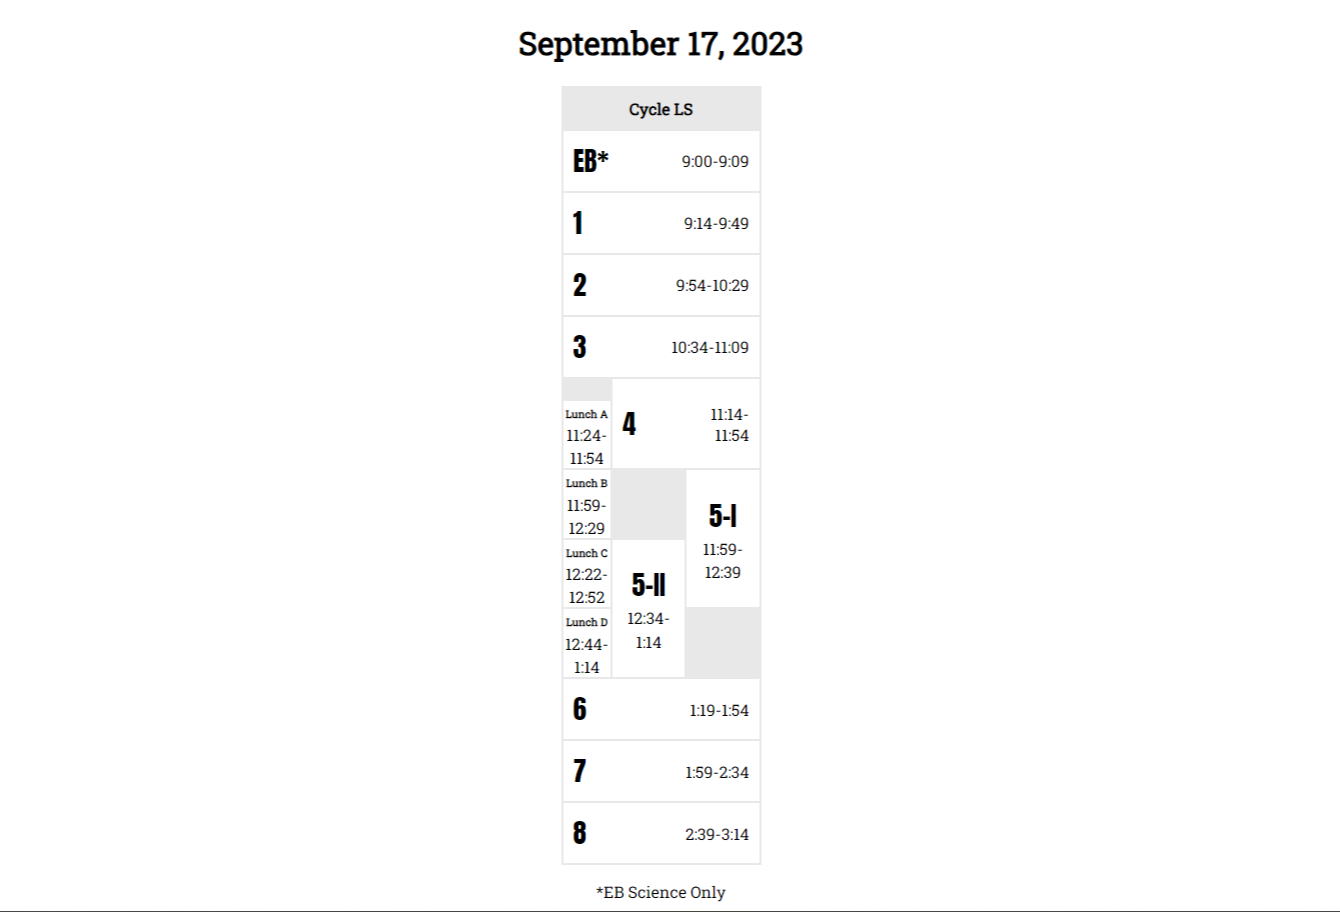 September 17, 2023
Cycle LS
EB* 9:00-9:09
1 9:14-9:49
2 9:54-10:29
3 10:34-11:09
Lunch A
11:24-
11:54
4
11:14-
11:54
Lunch B
11:59-
12:29
5-I
11:59-
12:39
Lunch C
12:22-
12:52
5-II
12:34-
1:14
Lunch D
12:44-
1:14
6 1:19-1:54
7 1:59-2:34
8 2:39-3:14
*EB Science Only